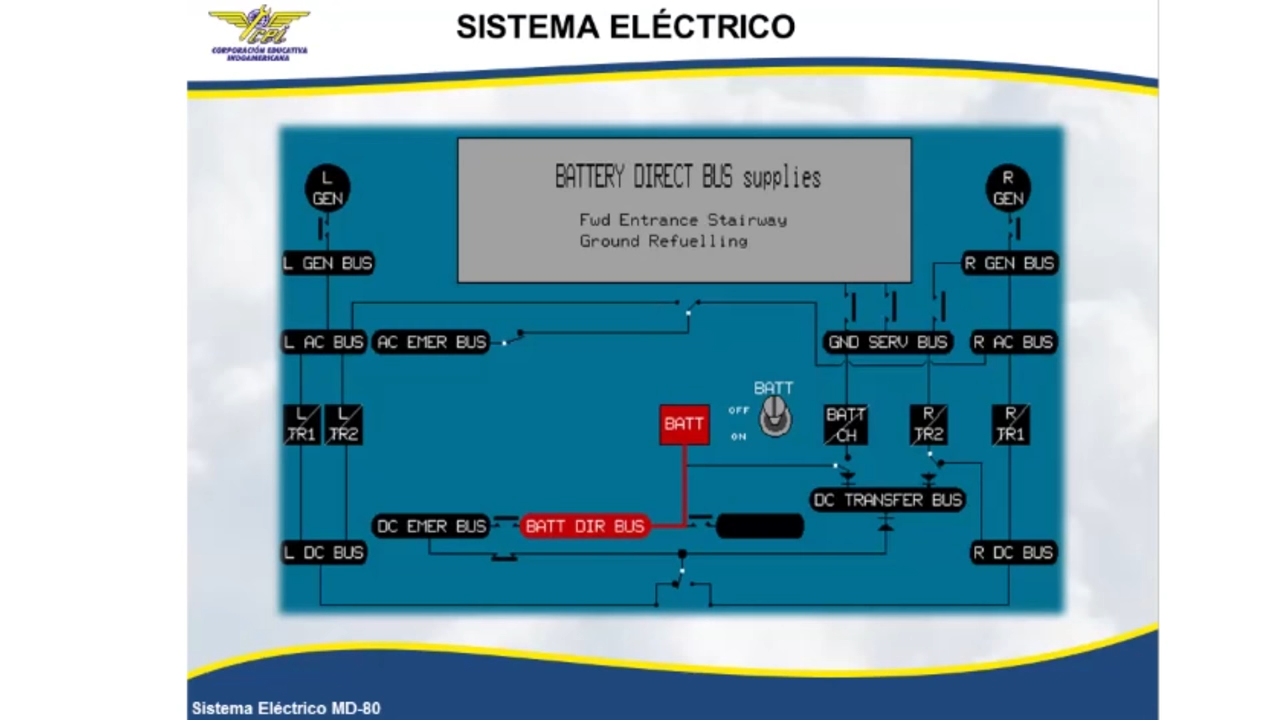 SISTEMA ELÉCTRICO
CPI
CORPORACIÓN EDUCATIVA
INDOAMERICANA
BATTERY DIRECT BUS supplies
Fwd Entrance Stairway
Ground Refuelling
L
GEN
R
GEN
L GEN BUS
R GEN BUS
L AC BUS
AC EMER BUS
GND SERV BUS
R AC BUS
BATT
OFF
ON
L
TR1
L
TR2
BATT
BATT
CH
R
TR2
R
TR1
DC TRANSFER BUS
DC EMER BUS
BATT DIR BUS
L DC BUS
R DC BUS
Sistema Eléctrico MD-80